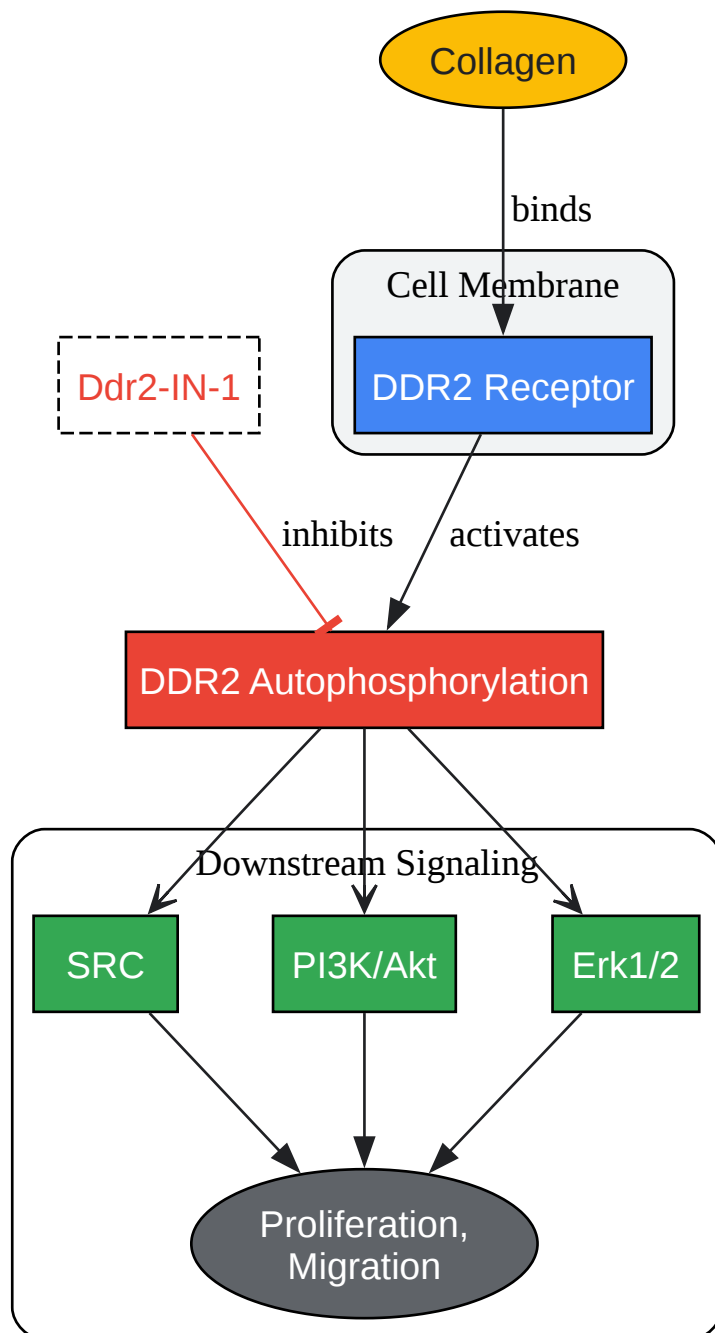 Collagen
binds
Cell Membrane
Ddr2-IN-1
DDR2 Receptor
inhibits
activates
DDR2 Autophosphorylation
Downstream Signaling
SRC
PI3K/Akt
Erk1/2
Proliferation,
Migration